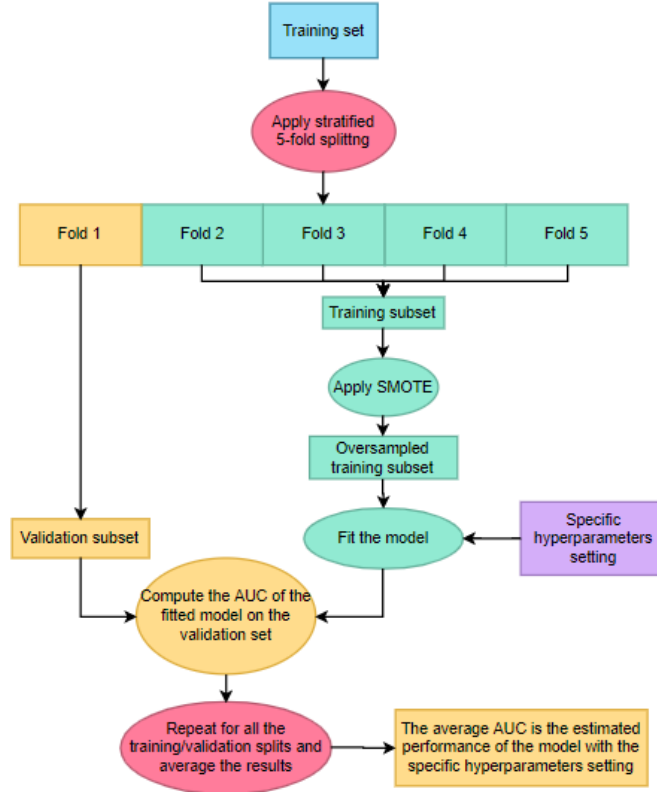 Training set
Apply stratified
5-fold splittng
Fold 1
Fold 2
Fold 3
Fold 4
Fold 5
Training subset
Apply SMOTE
Oversampled
training subset
Validation subset
Fit the model
Specific
hyperparameters
setting
Compute the AUC of the
fitted model on the
validation set
Repeat for all the
training/validation splits and
average the results
The average AUC is the estimated
performance of the model with the
specific hyperparameters setting